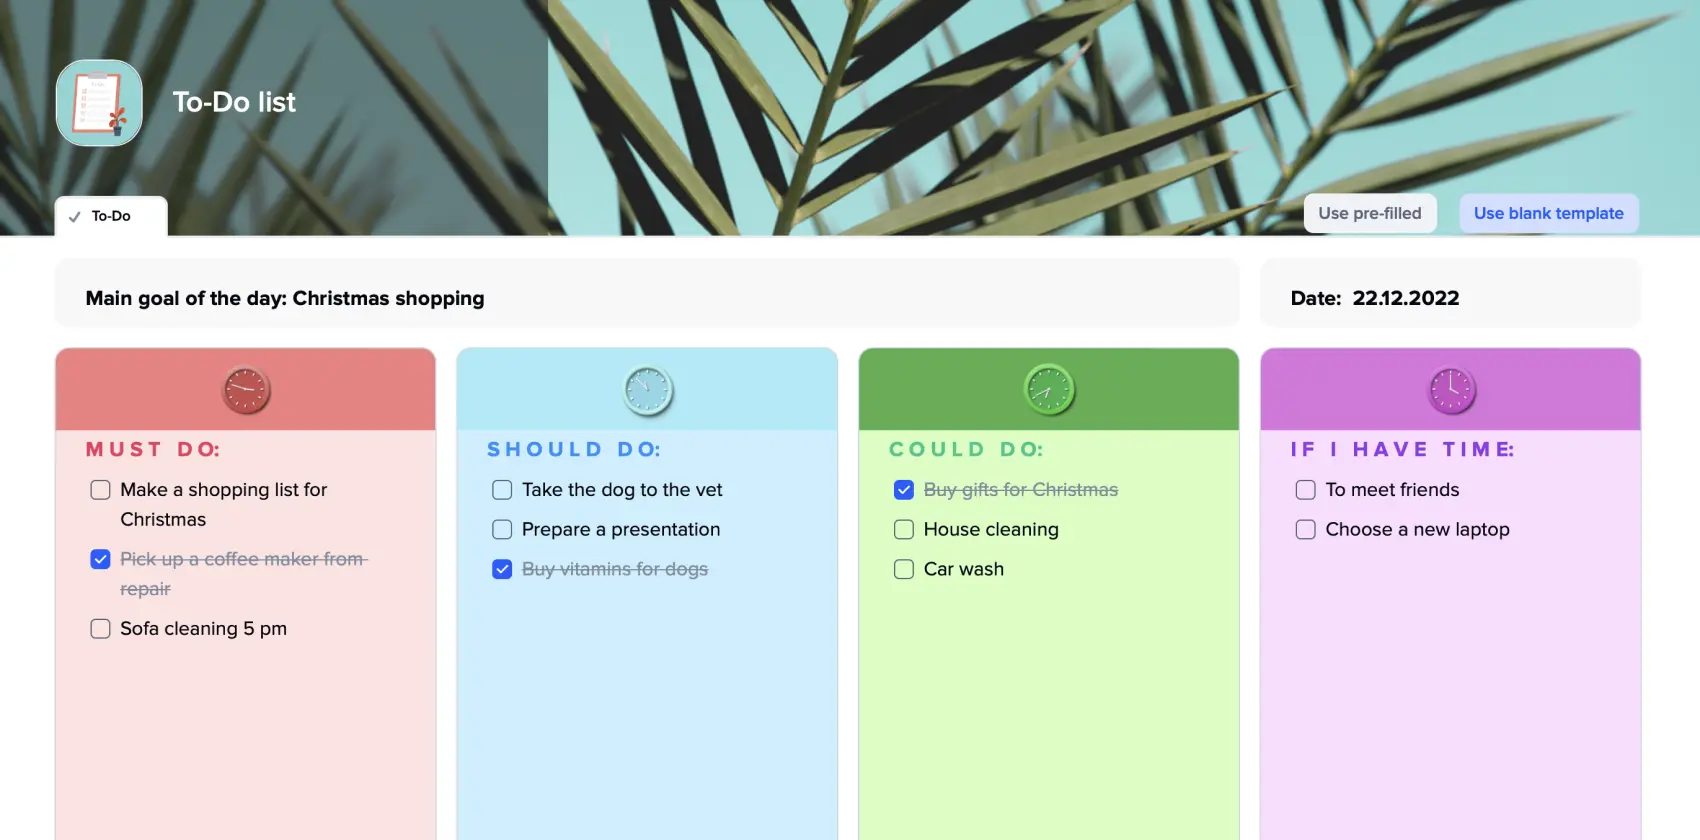 To-Do list
To-Do
Use pre-filled
Use blank template
Main goal of the day: Christmas shopping
Date: 22.12.2022
MUST DO:
Make a shopping list for
Christmas
Pick up a coffee maker from
repair
Sofa cleaning 5 pm
SHOULD DO:
Take the dog to the vet
Prepare a presentation
Buy vitamins for dogs
COULD DO:
Buy gifts for Christmas
House cleaning
Car wash
IF I HAVE TIME:
To meet friends
Choose a new laptop